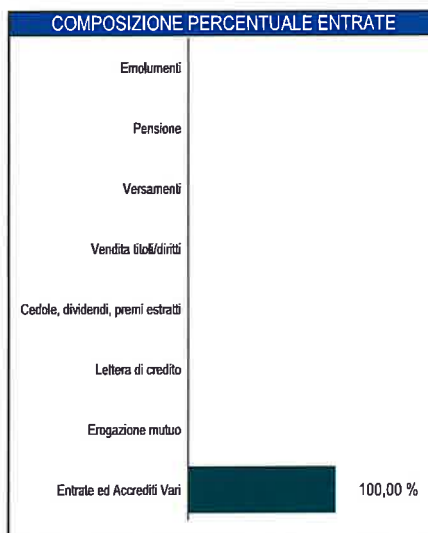 COMPOSIZIONE PERCENTUALE ENTRATE
Emolumenti
Pensione
Versamenti
Vendita titoli/diritti
Cedole, dividendi, premi estratti
Lettera di credito
Erogazione mutuo
Entrate ed Accrediti Vari 100,00 %